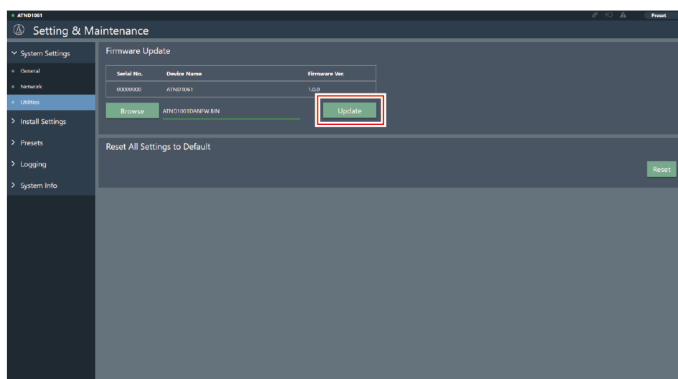 ATND1061
Preset
Setting & Maintenance
System Settings
General
Network
Utilities
Install Settings
Presets
Logging
System Info
Firmware Update
Serial No. Device Name Firmware Ver.
00000000 ATND1061 1.0.0
Browse ATND1061DANFW.BIN Update
Reset All Settings to Default
Reset